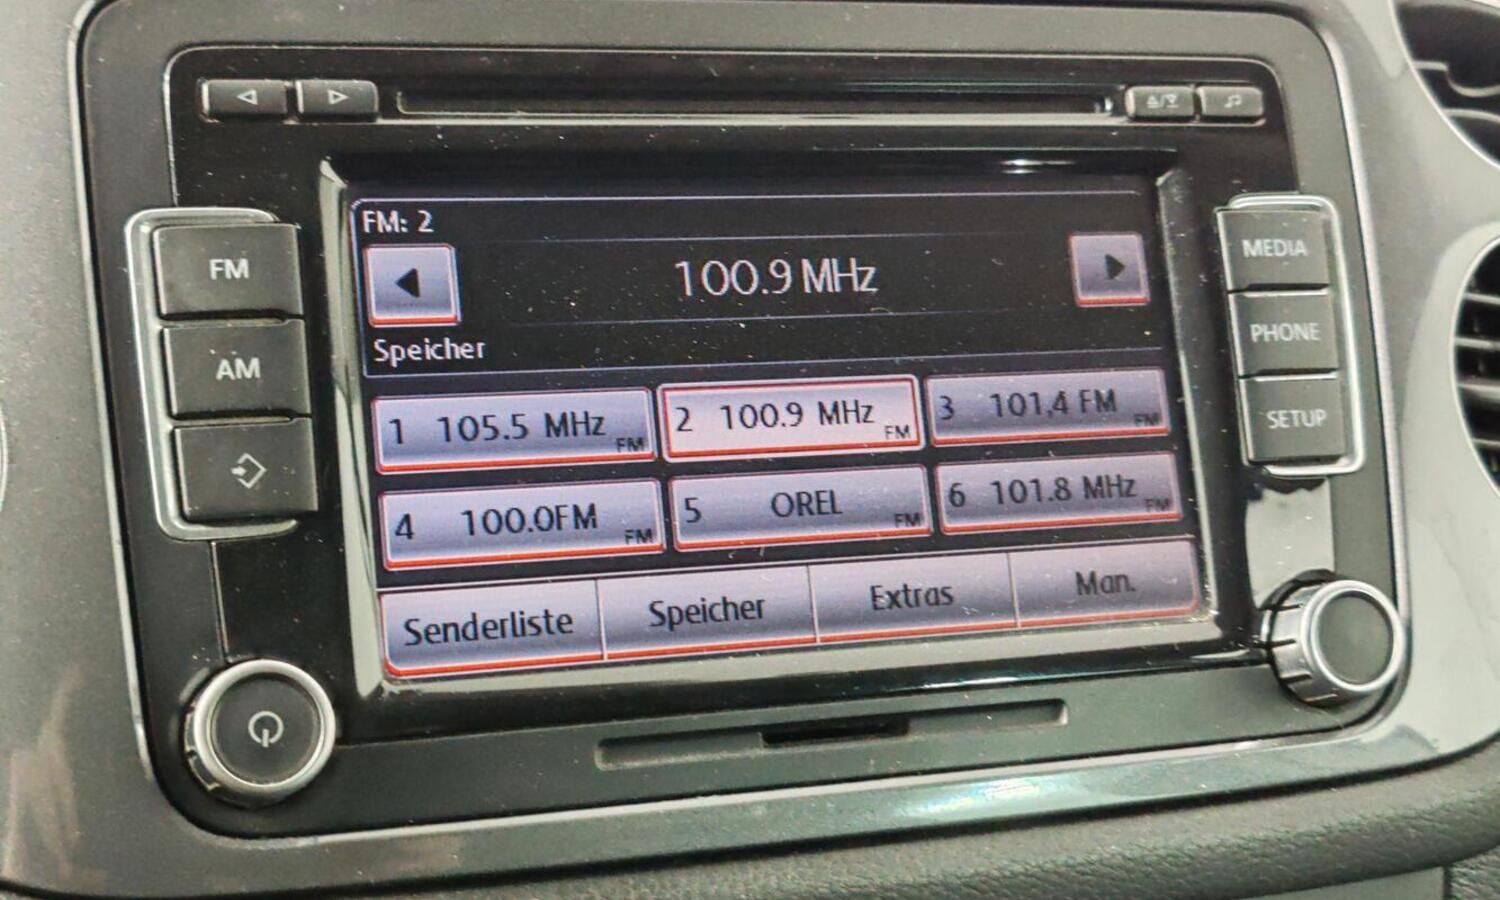 FM: 2
100.9 MHz
Speicher
1 105.5 MHz FM
2 100.9 MHz FM
3 101,4 FM FM
4 100.0FM FM
5 OREL FM
6 101.8 MHz FM
Senderliste Speicher Extras Man.
FM
AM
MEDIA
PHONE
SETUP